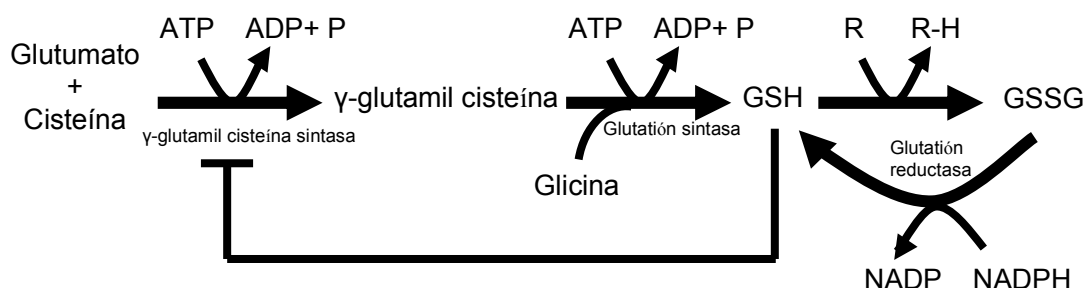 ATP ADP+ P ATP ADP+ P R R-H
Glutumato
+
Cisteína
γ-glutamil cisteína GSH GSSG
γ-glutamil cisteína sintasa
Glutatión sintasa
Glutatión
reductasa
Glicina
NADP NADPH